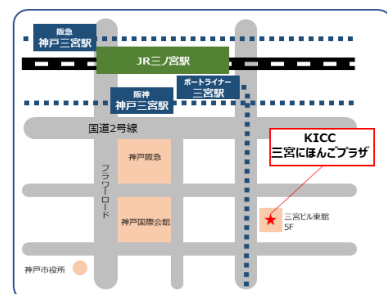 阪急
神戸三宮駅
JR三ノ宮駅
ポートライナー
三宮駅
阪神
神戸三宮駅
国道2号線
KICC
三宮にほんごプラザ
神戸阪急
フラワーロード
神戸国際会館
三宮ビル東館
5F
神戸市役所